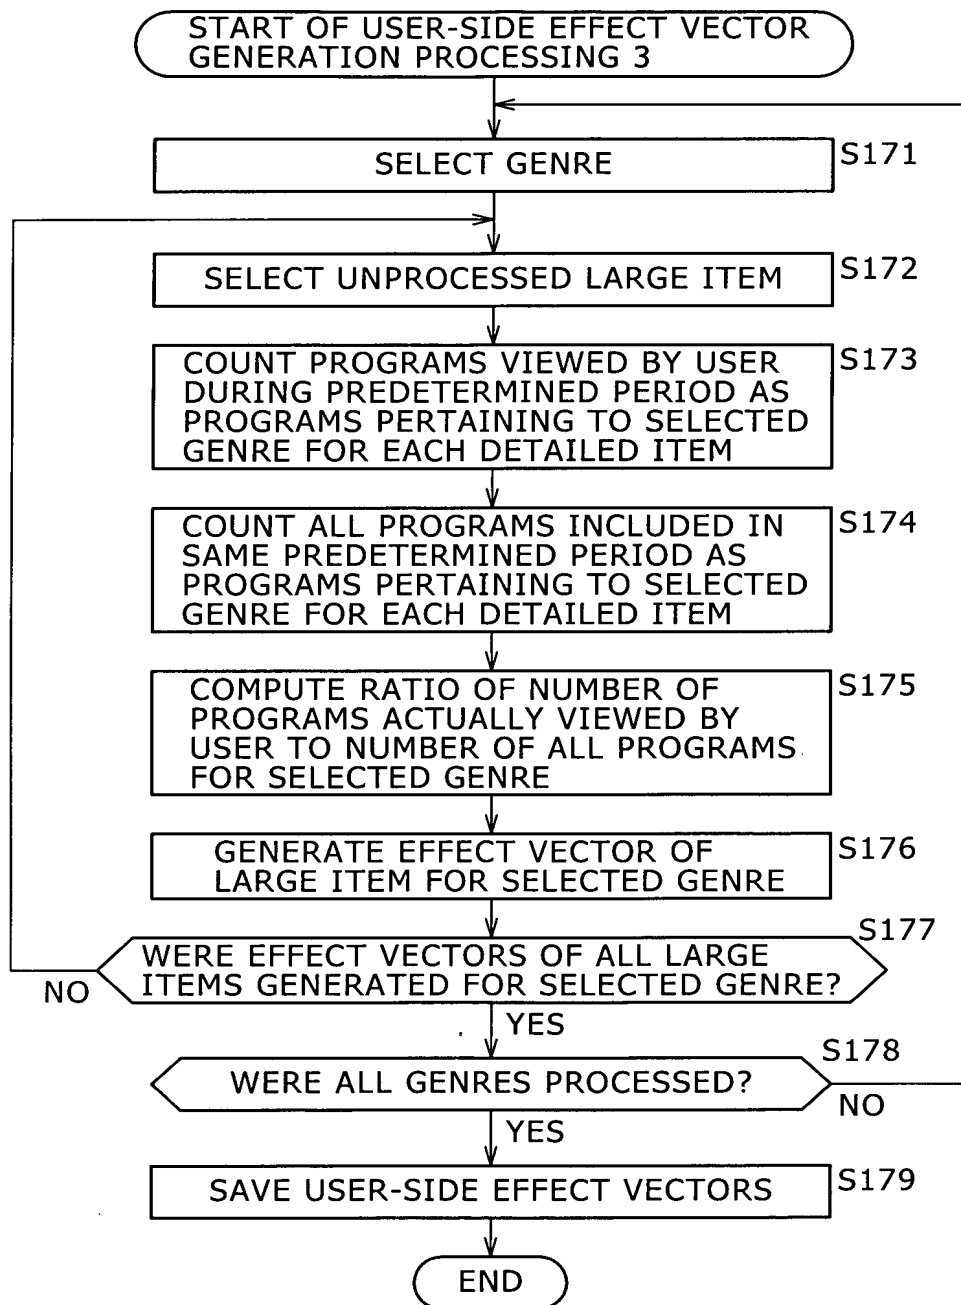 START OF USER-SIDE EFFECT VECTOR
GENERATION PROCESSING 3
SELECT GENRE
S171
SELECT UNPROCESSED LARGE ITEM
S172
COUNT PROGRAMS VIEWED BY USER
DURING PREDETERMINED PERIOD AS
PROGRAMS PERTAINING TO SELECTED
GENRE FOR EACH DETAILED ITEM
S173
COUNT ALL PROGRAMS INCLUDED IN
SAME PREDETERMINED PERIOD AS
PROGRAMS PERTAINING TO SELECTED
GENRE FOR EACH DETAILED ITEM
S174
COMPUTE RATIO OF NUMBER OF
PROGRAMS ACTUALLY VIEWED BY
USER TO NUMBER OF ALL PROGRAMS
FOR SELECTED GENRE
S175
GENERATE EFFECT VECTOR OF
LARGE ITEM FOR SELECTED GENRE
S176
WERE EFFECT VECTORS OF ALL LARGE
ITEMS GENERATED FOR SELECTED GENRE?
S177
NO
YES
WERE ALL GENRES PROCESSED?
S178
NO
YES
SAVE USER-SIDE EFFECT VECTORS
S179
END